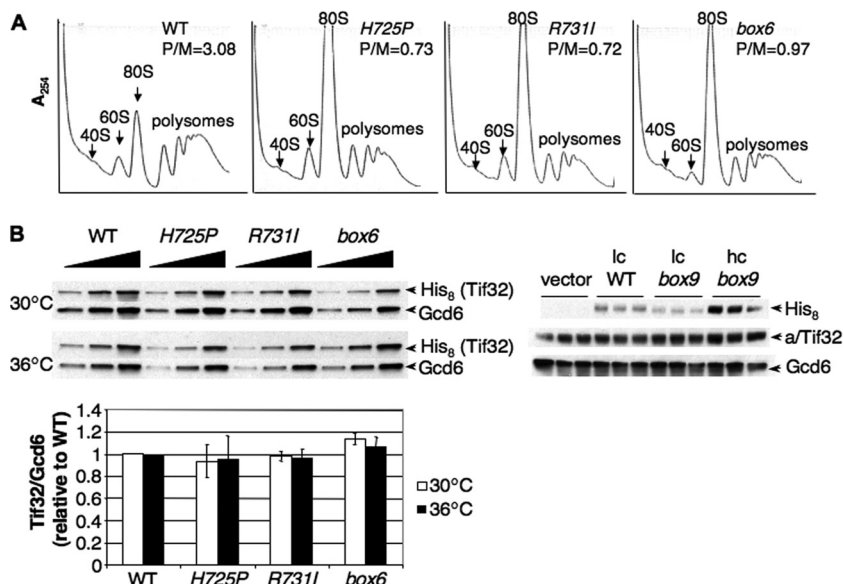 A
A254
WT
P/M=3.08
80S
60S
40S
polysomes
80S
H725P
P/M=0.73
60S
40S
polysomes
80S
R731I
P/M=0.72
60S
40S
polysomes
80S
box6
P/M=0.97
40S
60S
polysomes
B
WT H725P R731I box6
30°C
His8 (Tif32)
Gcd6
36°C
His8 (Tif32)
Gcd6
vector
lc
WT
lc
box9
hc
box9
His8
a/Tif32
Gcd6
Tif32/Gcd6
(relative to WT)
1.4
1.2
1
0.8
0.6
0.4
0.2
0
WT H725P R731I box6
30°C
36°C